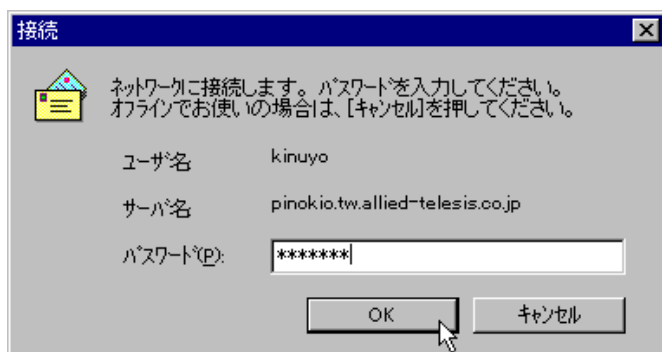 接続
ネットワークに接続します。パスワードを入力してください。
オフラインでお使いの場合は、[キャンセル]を押してください。
ユーザ名 kinuyo
サーバ名 pinokio.tw.allied-telesis.co.jp
パスワード(P): *******
OK キャンセル